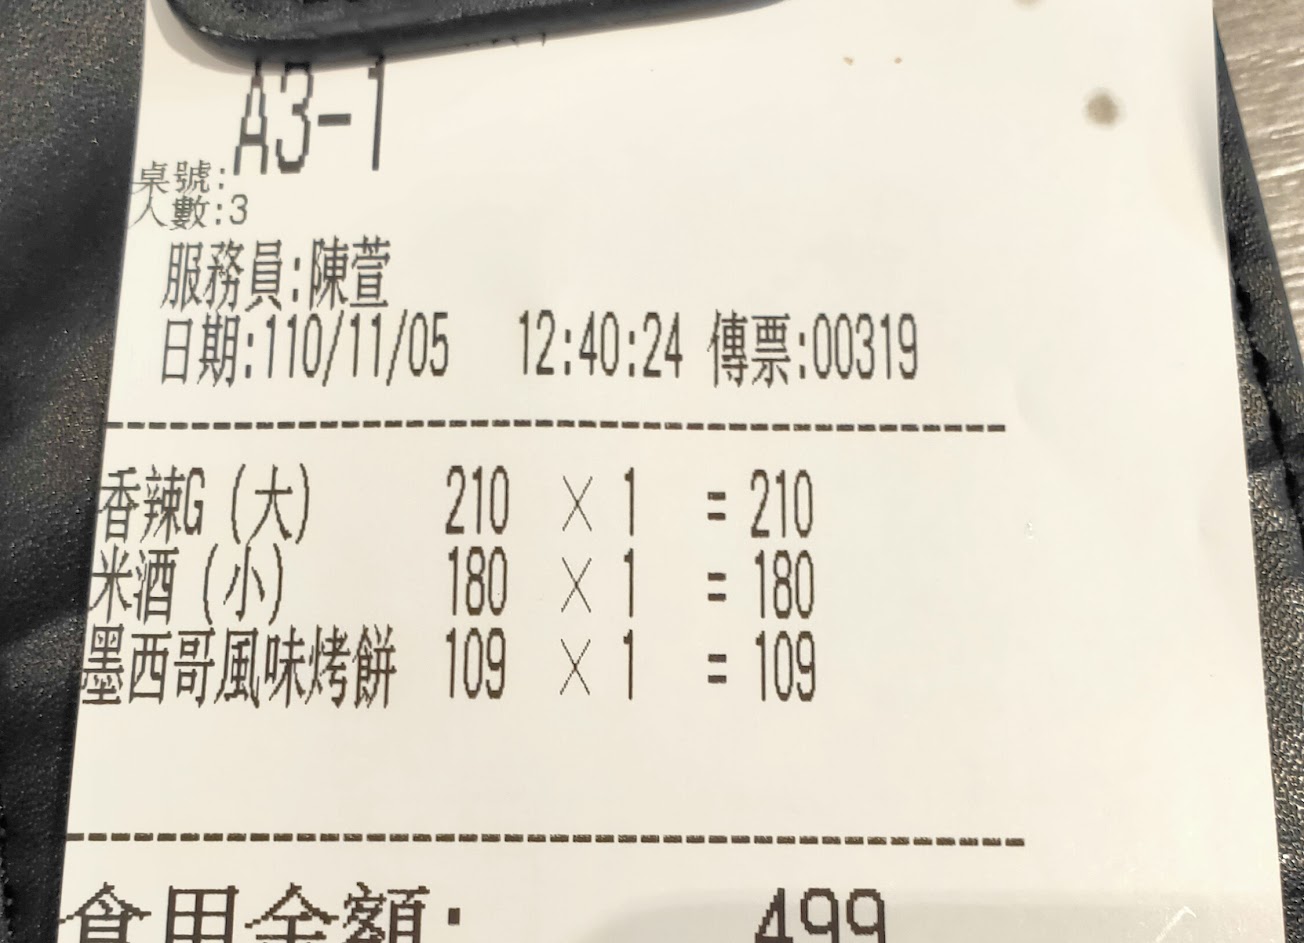 A3-1
桌號:
人數:3
服務員:陳萱
日期:110/11/05 12:40:24 傳票:00319
香辣G (大) 210 × 1 = 210
米酒 (小) 180 × 1 = 180
墨西哥風味烤餅 109 × 1 = 109
食用金額: 499